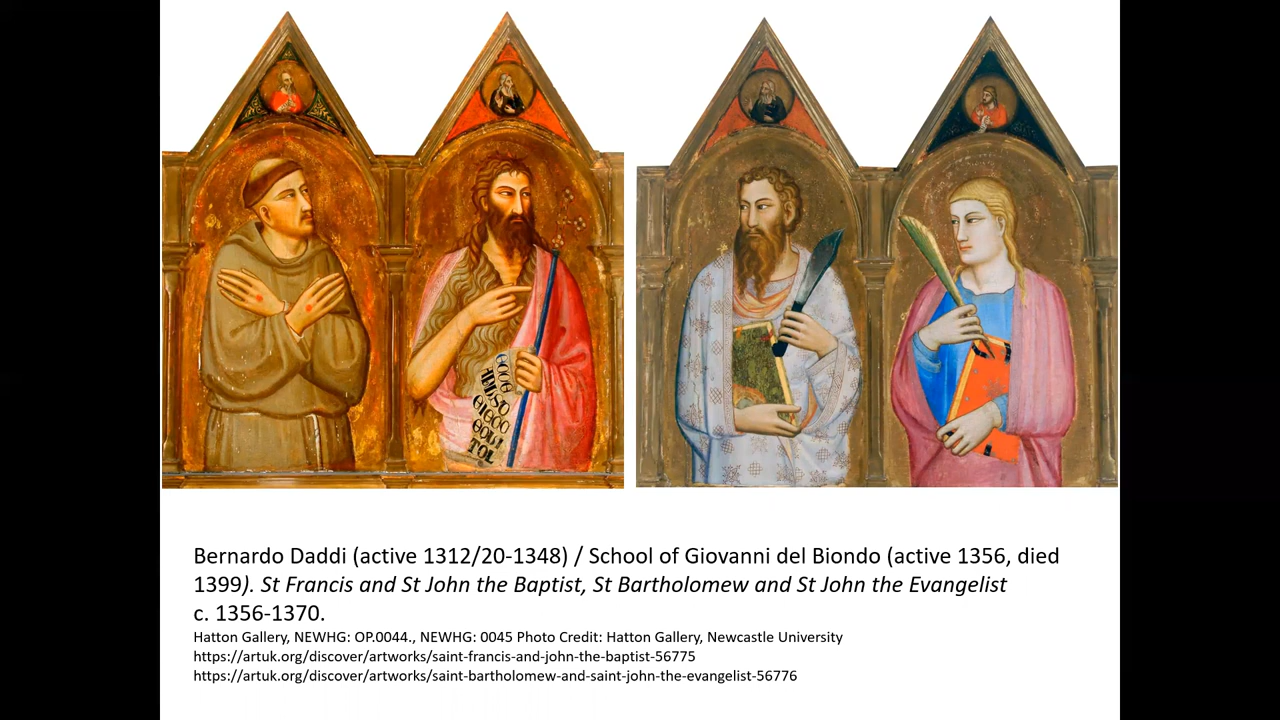 ECCE
Bernardo Daddi (active 1312/20-1348) / School of Giovanni del Biondo (active 1356, died
1399). St Francis and St John the Baptist, St Bartholomew and St John the Evangelist
c. 1356-1370.
Hatton Gallery, NEWHG: OP.0044., NEWHG: 0045 Photo Credit: Hatton Gallery, Newcastle University
https://artuk.org/discover/artworks/saint-francis-and-john-the-baptist-56775
https://artuk.org/discover/artworks/saint-bartholomew-and-saint-john-the-evangelist-56776